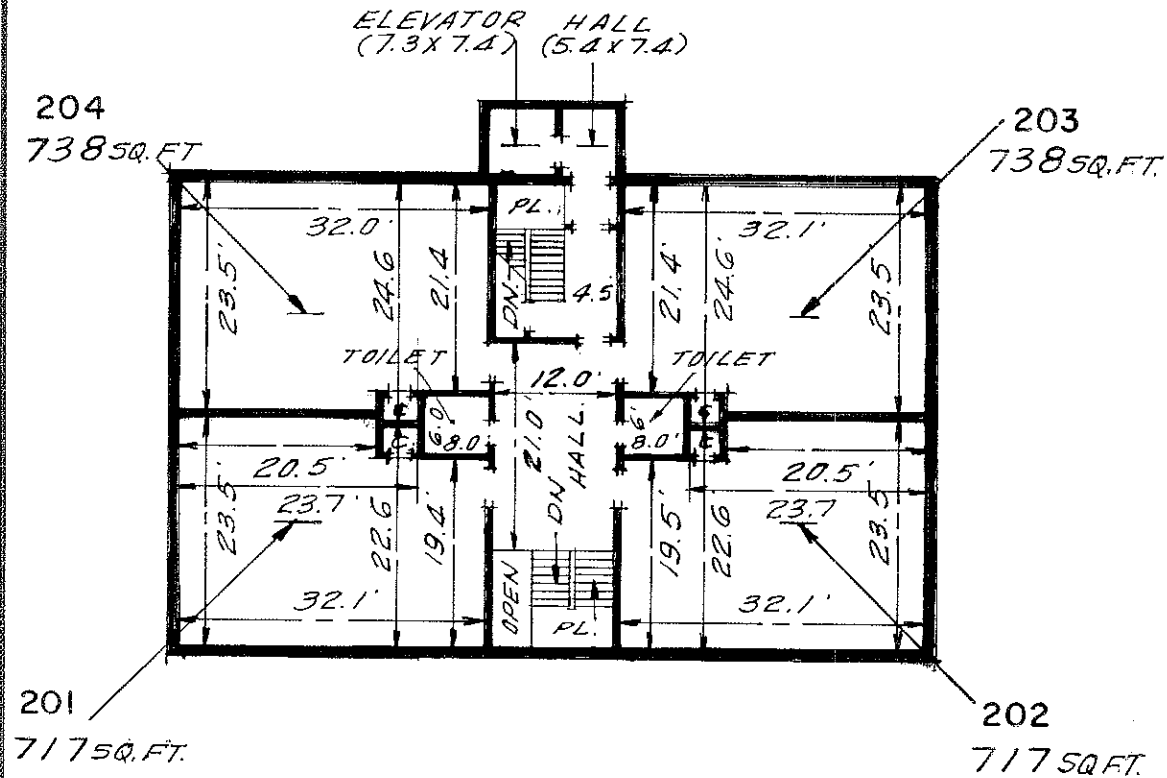 ELEVATOR
(7.3 X 7.4)
HALL
(5.4 X 7.4)
204
738 SQ. FT
203
738 SQ. FT.
PL.
32.0'
32.1'
23.5'
24.6
21.4
DN.
4.5
21.4'
24.6'
23.5
TOILET
TOILET
12.0'
C
6.0
8.0'
21.0'
HALL.
6'
8.0'
C
C
C
20.5'
20.5'
23.7'
23.7
23.5'
22.6
19.4'
DN
19.5'
22.6
23.5'
32.1'
OPEN
PL.
32.1'
201
717 SQ. FT.
202
717 SQ FT.